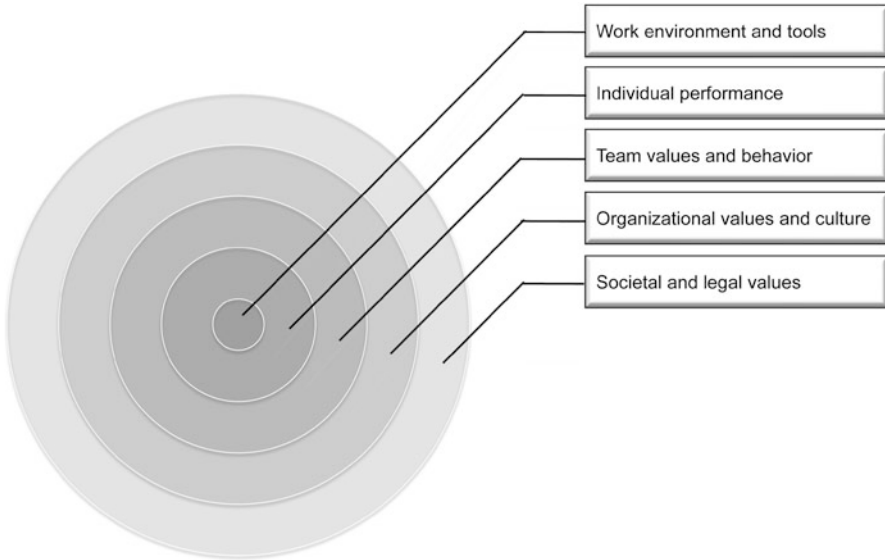 Work environment and tools
Individual performance
Team values and behavior
Organizational values and culture
Societal and legal values